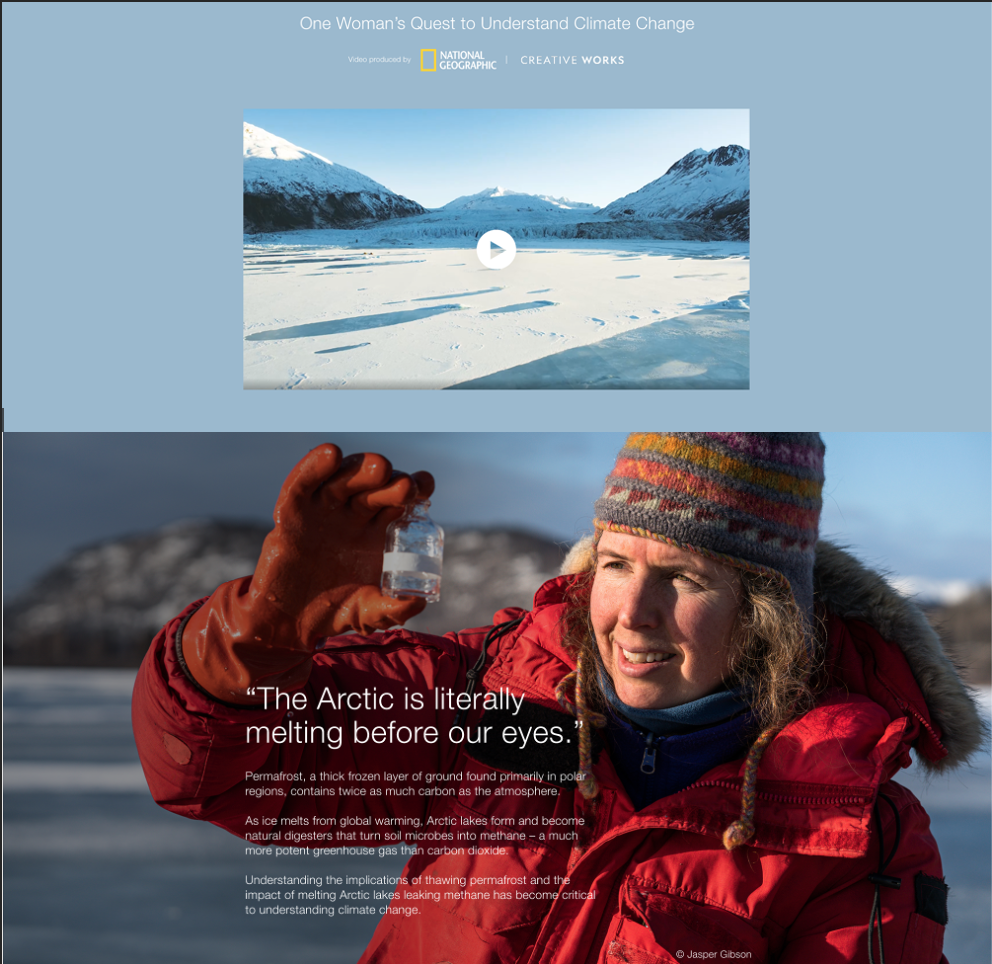 One Woman’s Quest to Understand Climate Change
Video produced by NATIONAL GEOGRAPHIC | CREATIVE WORKS
“The Arctic is literally
melting before our eyes.”
Permafrost, a thick frozen layer of ground found primarily in polar
regions, contains twice as much carbon as the atmosphere.
As ice melts from global warming, Arctic lakes form and become
natural digesters that turn soil microbes into methane – a much
more potent greenhouse gas than carbon dioxide.
Understanding the implications of thawing permafrost and the
impact of melting Arctic lakes leaking methane has become critical
to understanding climate change.
© Jasper Gibson